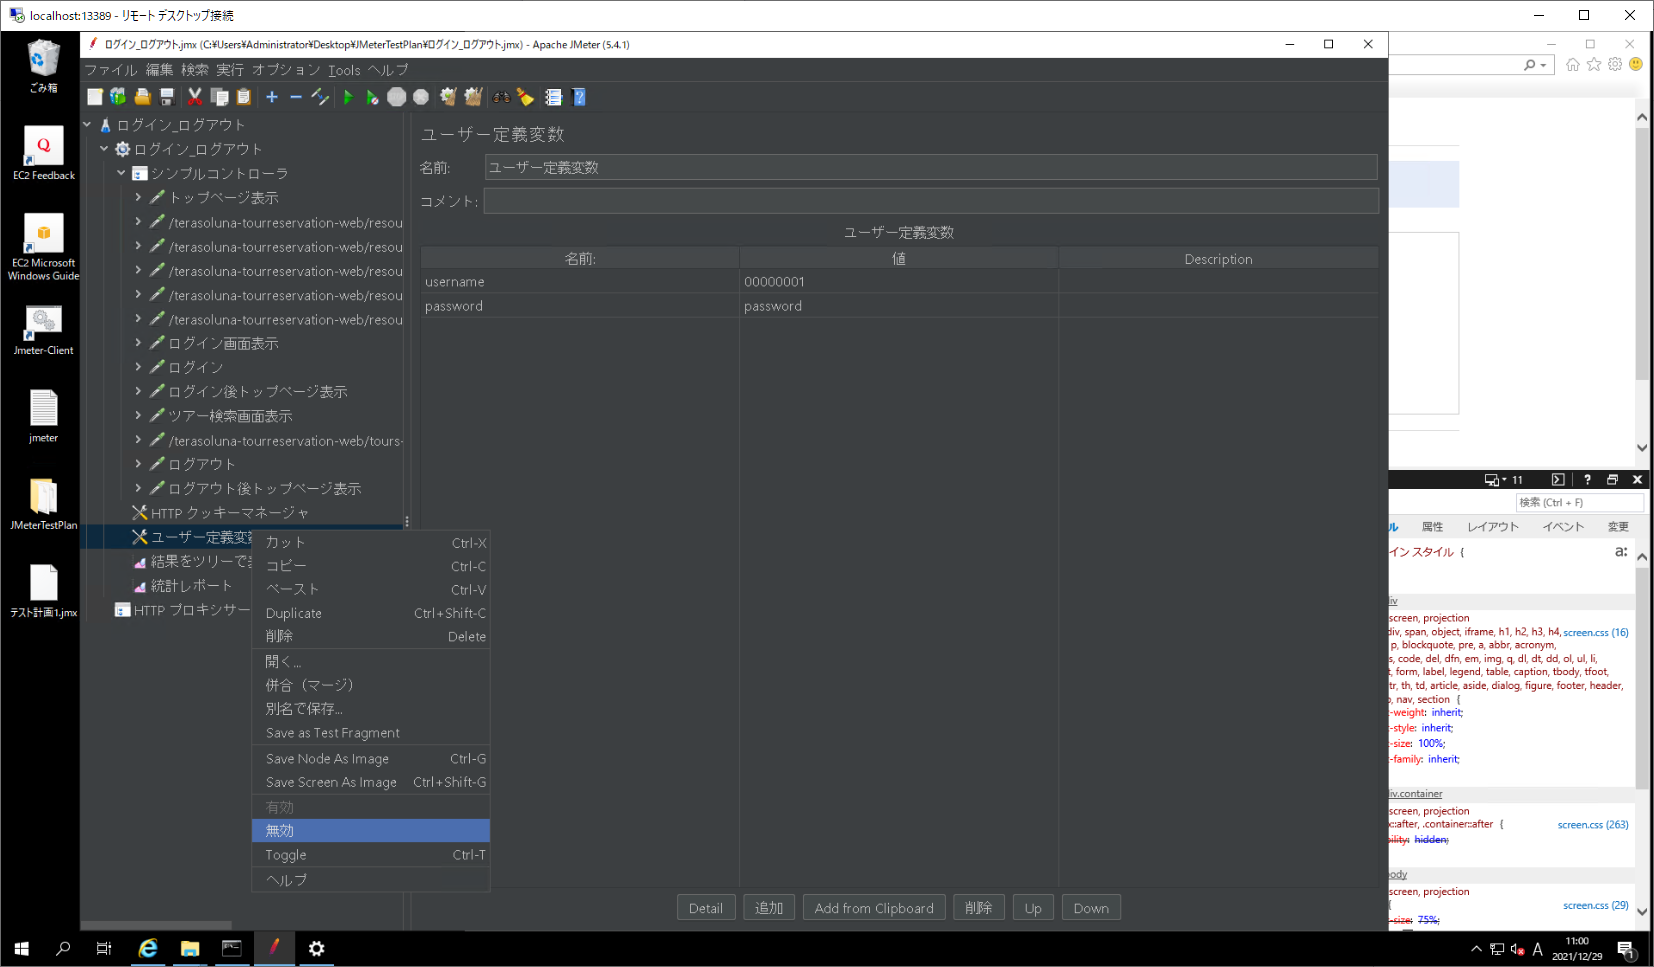 localhost:13389 - リモート デスクトップ接続
ログイン_ログアウト.jmx (C:¥Users¥Administrator¥Desktop¥JMeterTestPlan¥ログイン_ログアウト.jmx) - Apache JMeter (5.4.1)
ファイル 編集 検索 実行 オプション Tools ヘルプ
ごみ箱
EC2 Feedback
EC2 Microsoft Windows Guide
Jmeter-Client
jmeter
JMeterTestPlan
テスト計画1.jmx
ログイン_ログアウト
ログイン_ログアウト
シンプルコントローラ
トップページ表示
/terasoluna-tourreservation-web/resou
/terasoluna-tourreservation-web/resou
/terasoluna-tourreservation-web/resou
/terasoluna-tourreservation-web/resou
/terasoluna-tourreservation-web/resou
ログイン画面表示
ログイン
ログイン後トップページ表示
ツアー検索画面表示
/terasoluna-tourreservation-web/tours-
ログアウト
ログアウト後トップページ表示
HTTP クッキーマネージャ
ユーザー定義変
結果をツリーで
統計レポート
HTTP プロキシサー
カット Ctrl-X
コピー Ctrl-C
ペースト Ctrl-V
Duplicate Ctrl+Shift-C
削除 Delete
開く...
併合（マージ）
別名で保存...
Save as Test Fragment
Save Node As Image Ctrl-G
Save Screen As Image Ctrl+Shift-G
有効
無効
Toggle Ctrl-T
ヘルプ
ユーザー定義変数
名前: ユーザー定義変数
コメント:
ユーザー定義変数
名前: 値 Description
username 00000001
password password
Detail 追加 Add from Clipboard 削除 Up Down
11
検索 (Ctrl + F)
ル 属性 レイアウト イベント 変更
イン スタイル {
a:
div
screen, projection
div, span, object, iframe, h1, h2, h3, h4, screen.css (16)
p, blockquote, pre, a, abbr, acronym,
s, code, del, dfn, em, img, q, dl, dt, dd, ol, ul, li,
t, form, label, legend, table, caption, tbody, tfoot,
tr, th, td, article, aside, dialog, figure, footer, header,
nav, section {
-weight: inherit;
-style: inherit;
-size: 100%;
-family: inherit;
div.container
screen, projection
:after, .container::after { screen.css (263)
bility: hidden;
body
screen, projection
{ screen.css (29)
-size: 75%;
A
11:00
2021/12/29
1